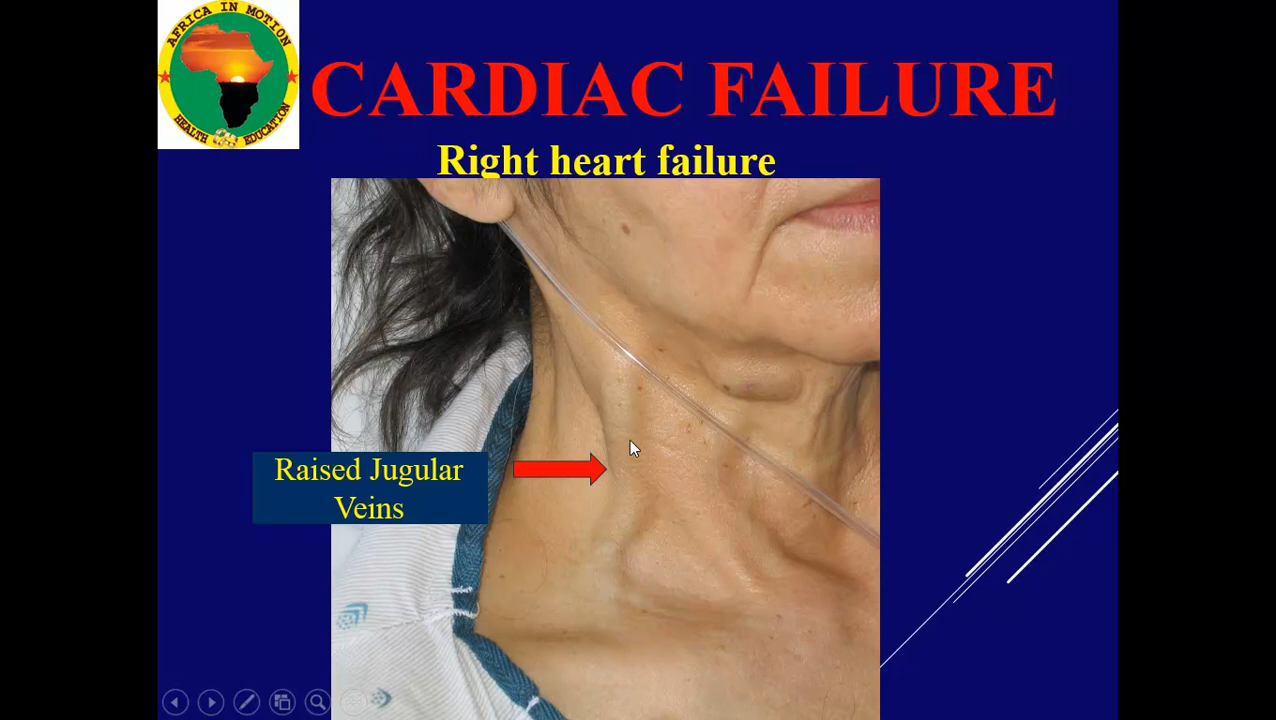 AFRICA IN MOTION
HEALTH EDUCATION
CARDIAC FAILURE
Right heart failure
Raised Jugular
Veins